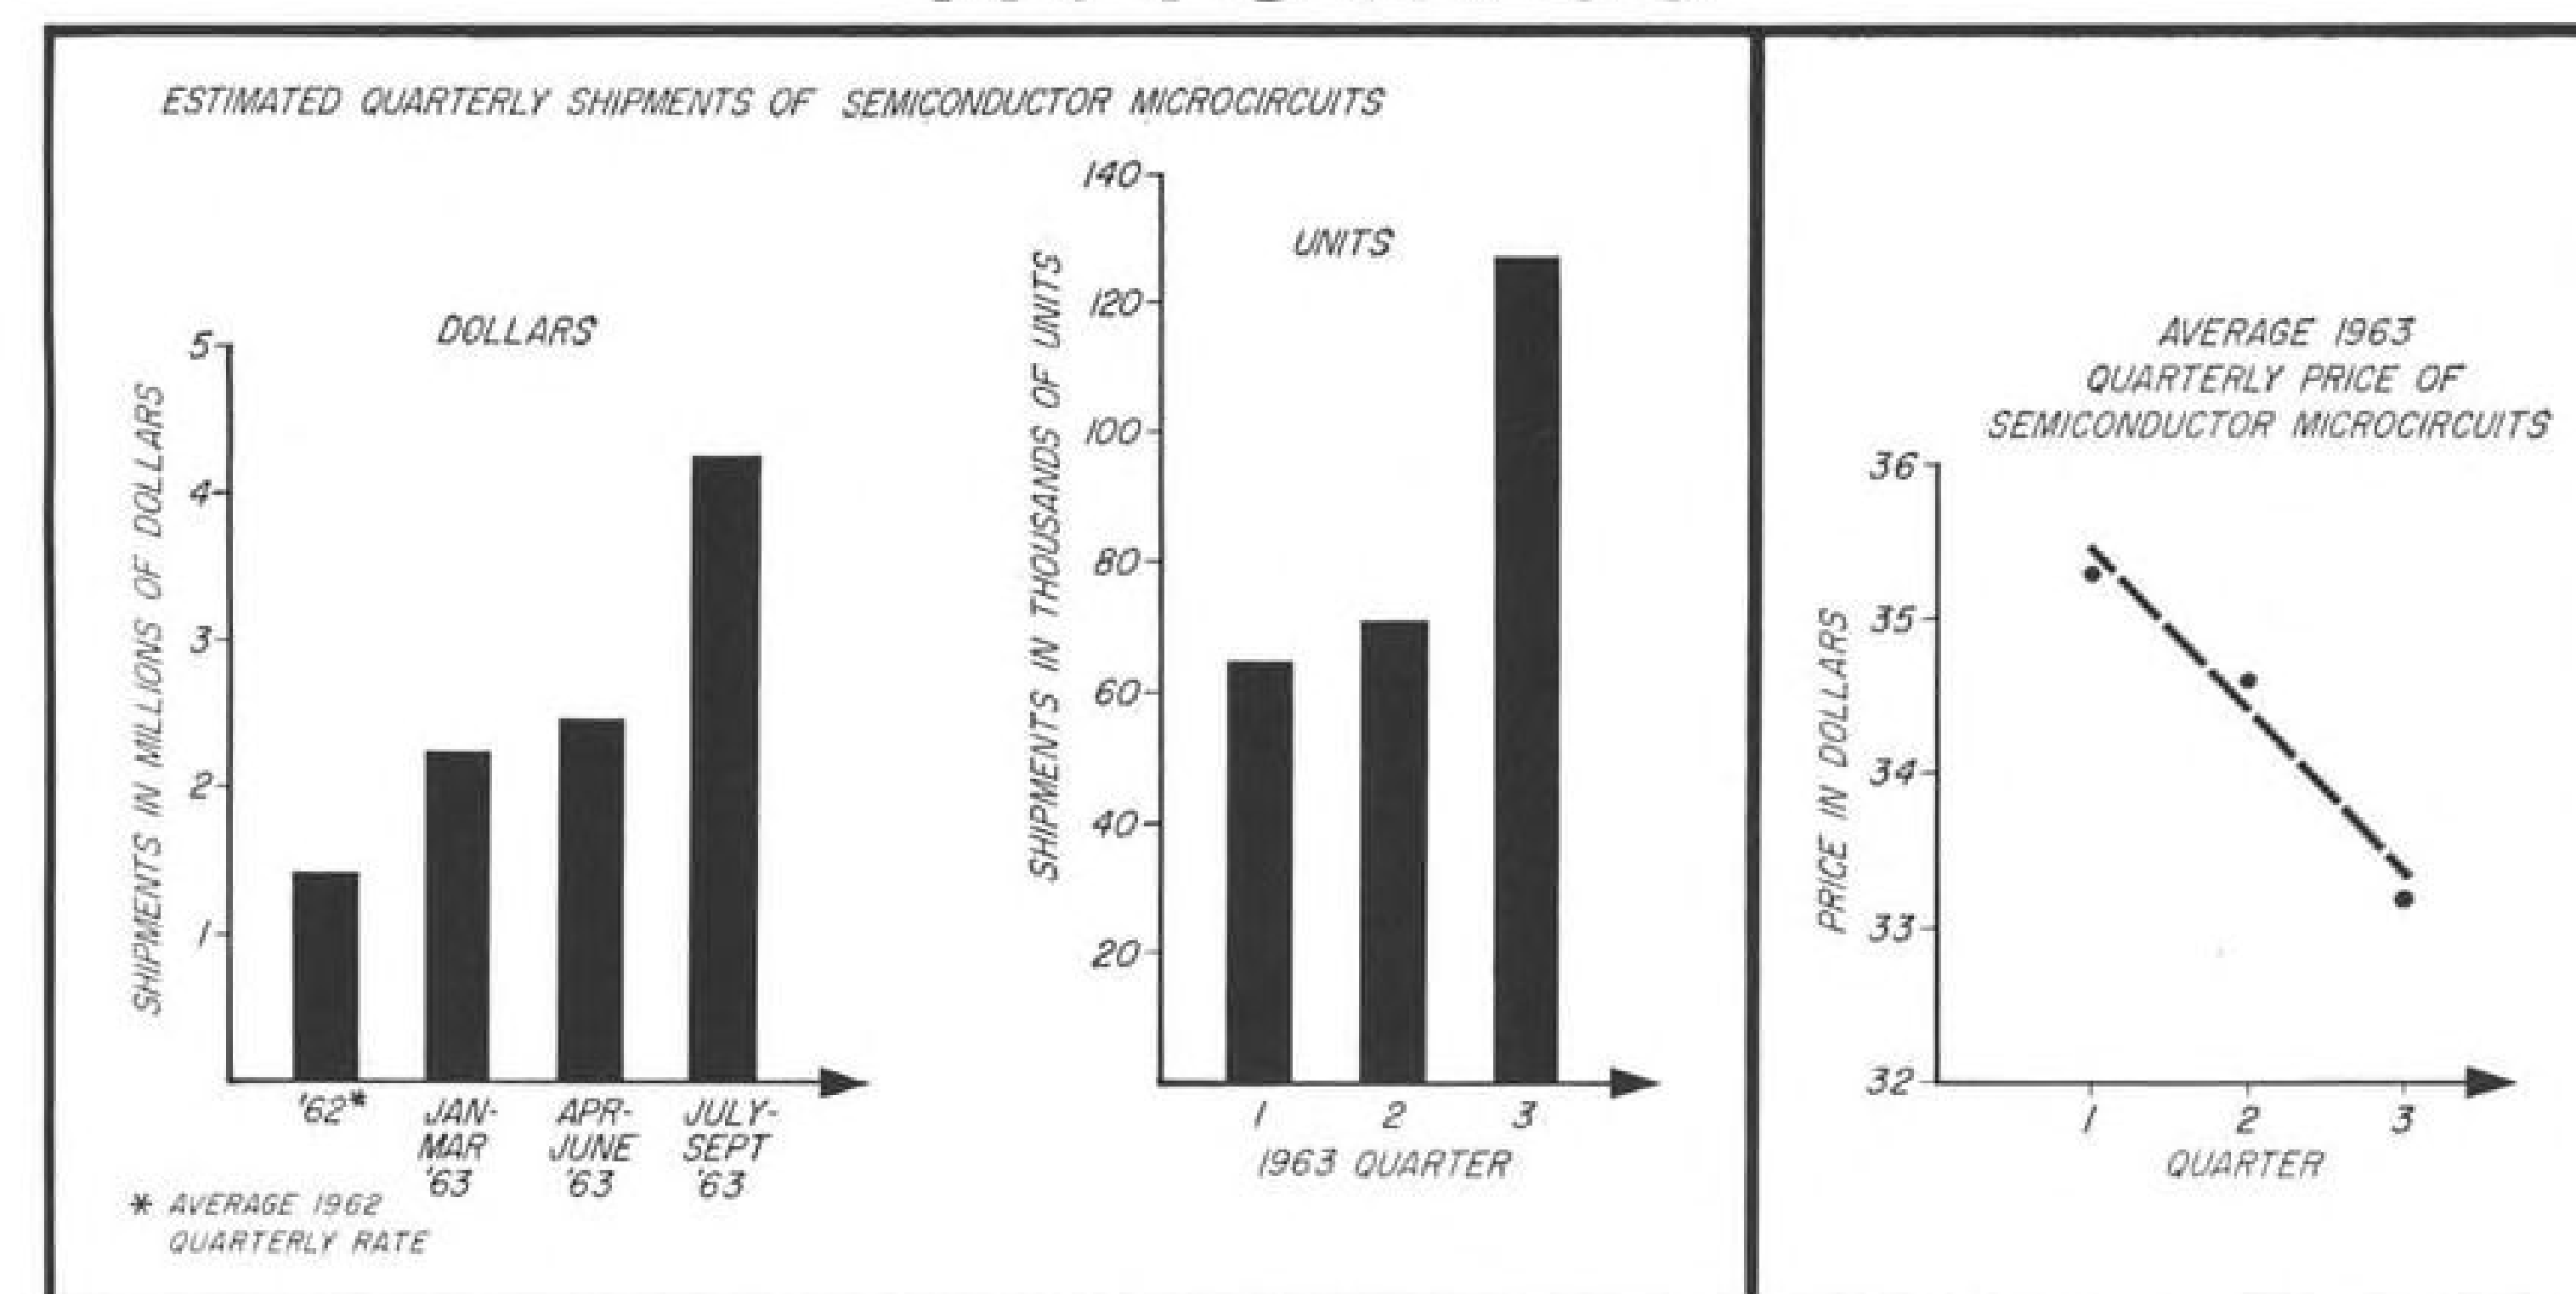 ESTIMATED QUARTERLY SHIPMENTS OF SEMICONDUCTOR MICROCIRCUITS
DOLLARS
SHIPMENTS IN MILLIONS OF DOLLARS
5
4
3
2
1
'62*
JAN-
MAR
'63
APR-
JUNE
'63
JULY-
SEPT
'63
* AVERAGE 1962
QUARTERLY RATE
UNITS
SHIPMENTS IN THOUSANDS OF UNITS
140
120
100
80
60
40
20
1 2 3
1963 QUARTER
AVERAGE 1963
QUARTERLY PRICE OF
SEMICONDUCTOR MICROCIRCUITS
PRICE IN DOLLARS
36
35
34
33
32
1 2 3
QUARTER